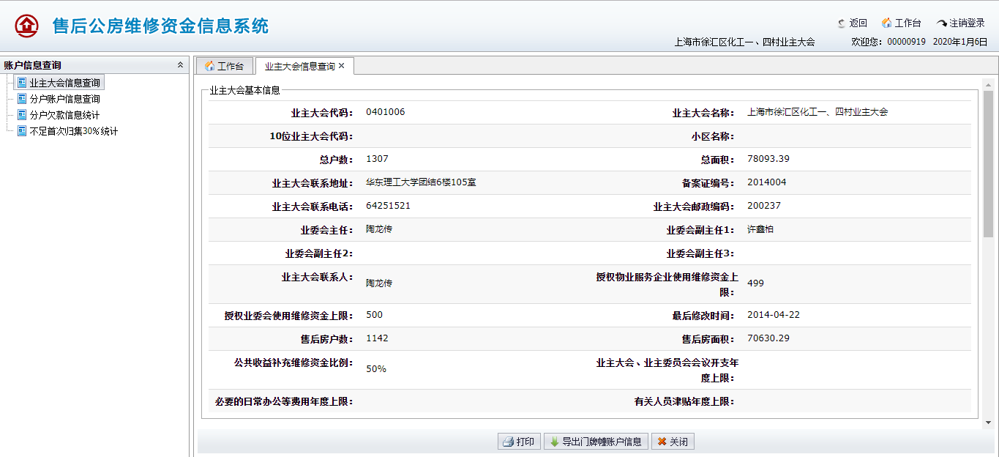 售后公房维修资金信息系统
返回 工作台 注销登录
上海市徐汇区化工一、四村业主大会 欢迎您：00000919 2020年1月6日
账户信息查询
业主大会信息查询
分户账户信息查询
分户欠款信息统计
不足首次归集30%统计
工作台 业主大会信息查询
业主大会基本信息
业主大会代码： 0401006 业主大会名称： 上海市徐汇区化工一、四村业主大会
10位业主大会代码： 小区名称：
总户数： 1307 总面积： 78093.39
业主大会联系地址： 华东理工大学团结6楼105室 备案证编号： 2014004
业主大会联系电话： 64251521 业主大会邮政编码： 200237
业委会主任： 陶龙传 业委会副主任1： 许鑫柏
业委会副主任2： 业委会副主任3：
业主大会联系人： 陶龙传 授权物业服务企业使用维修资金上
限： 499
授权业委会使用维修资金上限： 500 最后修改时间： 2014-04-22
售后房户数： 1142 售后房面积： 70630.29
公共收益补充维修资金比例： 50% 业主大会、业主委员会会议开支年
度上限：
必要的日常办公等费用年度上限： 有关人员津贴年度上限：
打印 导出门牌幢账户信息 关闭